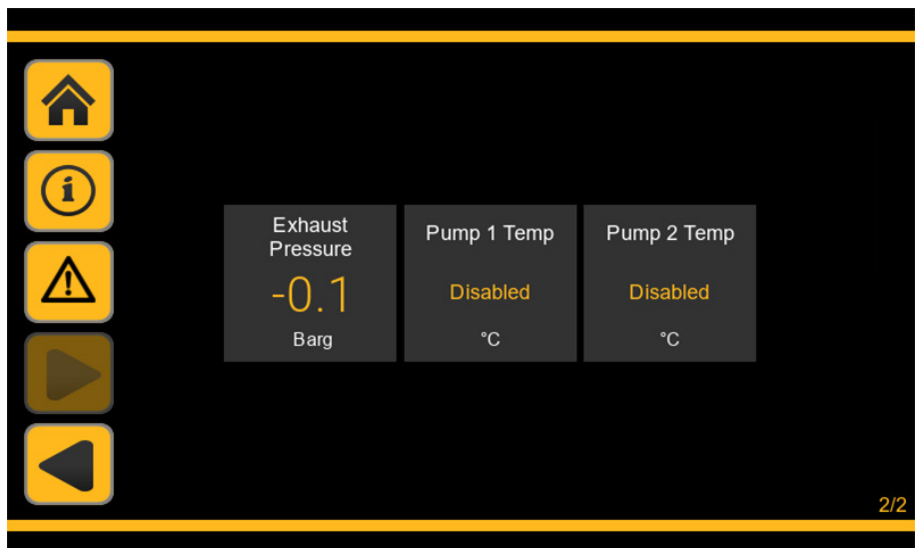 Exhaust
Pressure
-0.1
Barg
Pump 1 Temp
Disabled
°C
Pump 2 Temp
Disabled
°C
2/2